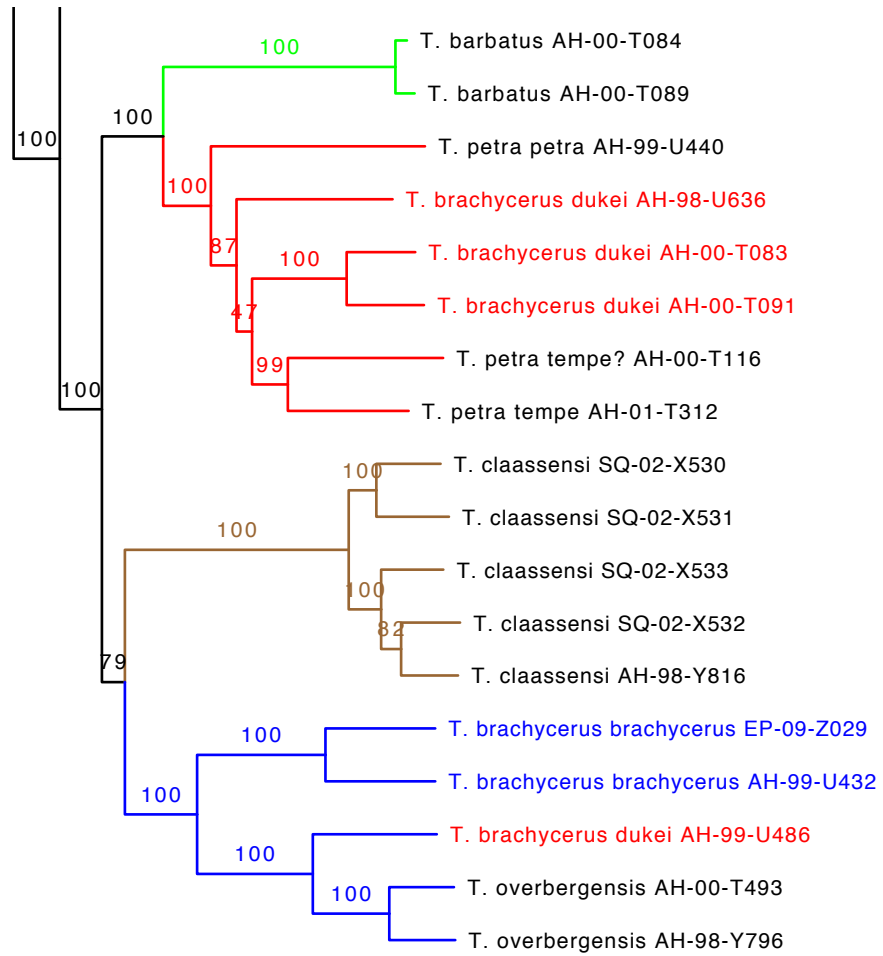 T. barbatus AH-00-T084
100
T. barbatus AH-00-T089
100
100
T. petra petra AH-99-U440
100
T. brachycerus dukei AH-98-U636
87
T. brachycerus dukei AH-00-T083
100
T. brachycerus dukei AH-00-T091
47
T. petra tempe? AH-00-T116
99
100
T. petra tempe AH-01-T312
T. claassensi SQ-02-X530
100
T. claassensi SQ-02-X531
100
T. claassensi SQ-02-X533
100
T. claassensi SQ-02-X532
82
79
T. claassensi AH-98-Y816
T. brachycerus brachycerus EP-09-Z029
100
T. brachycerus brachycerus AH-99-U432
100
T. brachycerus dukei AH-99-U486
100
T. overbergensis AH-00-T493
100
T. overbergensis AH-98-Y796